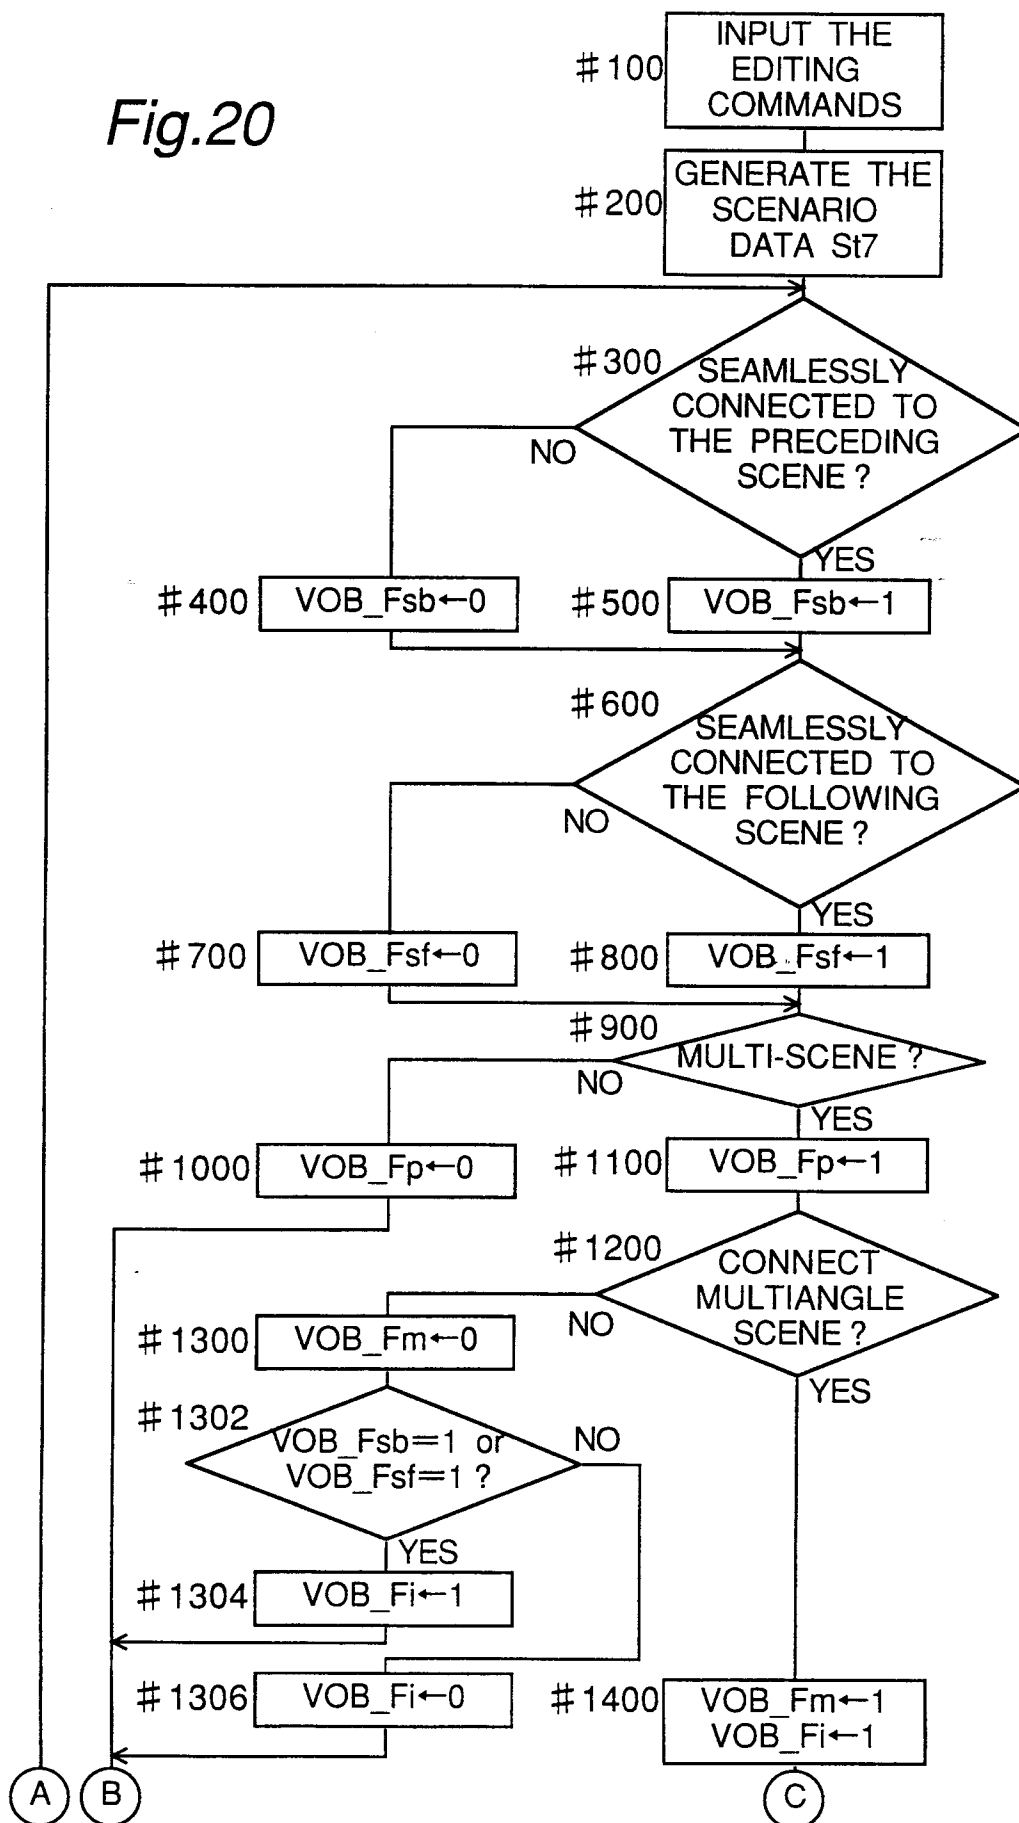 Fig.20
#100
INPUT THE
EDITING
COMMANDS
#200
GENERATE THE
SCENARIO
DATA St7
#300
SEAMLESSLY
CONNECTED TO
THE PRECEDING
SCENE ?
NO
YES
#400
VOB_Fsb←0
#500
VOB_Fsb←1
#600
SEAMLESSLY
CONNECTED TO
THE FOLLOWING
SCENE ?
NO
YES
#700
VOB_Fsf←0
#800
VOB_Fsf←1
#900
MULTI-SCENE ?
NO
YES
#1000
VOB_Fp←0
#1100
VOB_Fp←1
#1200
CONNECT
MULTIANGLE
SCENE ?
NO
YES
#1300
VOB_Fm←0
#1302
VOB_Fsb=1 or
VOB_Fsf=1 ?
NO
YES
#1304
VOB_Fi←1
#1306
VOB_Fi←0
#1400
VOB_Fm←1
VOB_Fi←1
A
B
C